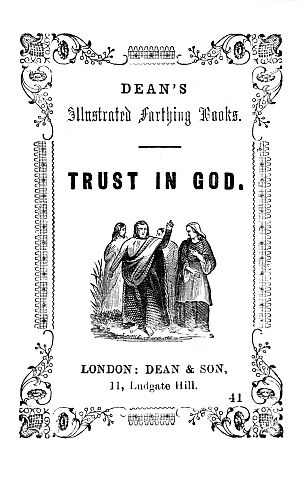 DEAN'S
Illustrated Farthing Books.
TRUST IN GOD.
LONDON: DEAN & SON,
11, Ludgate Hill.
41